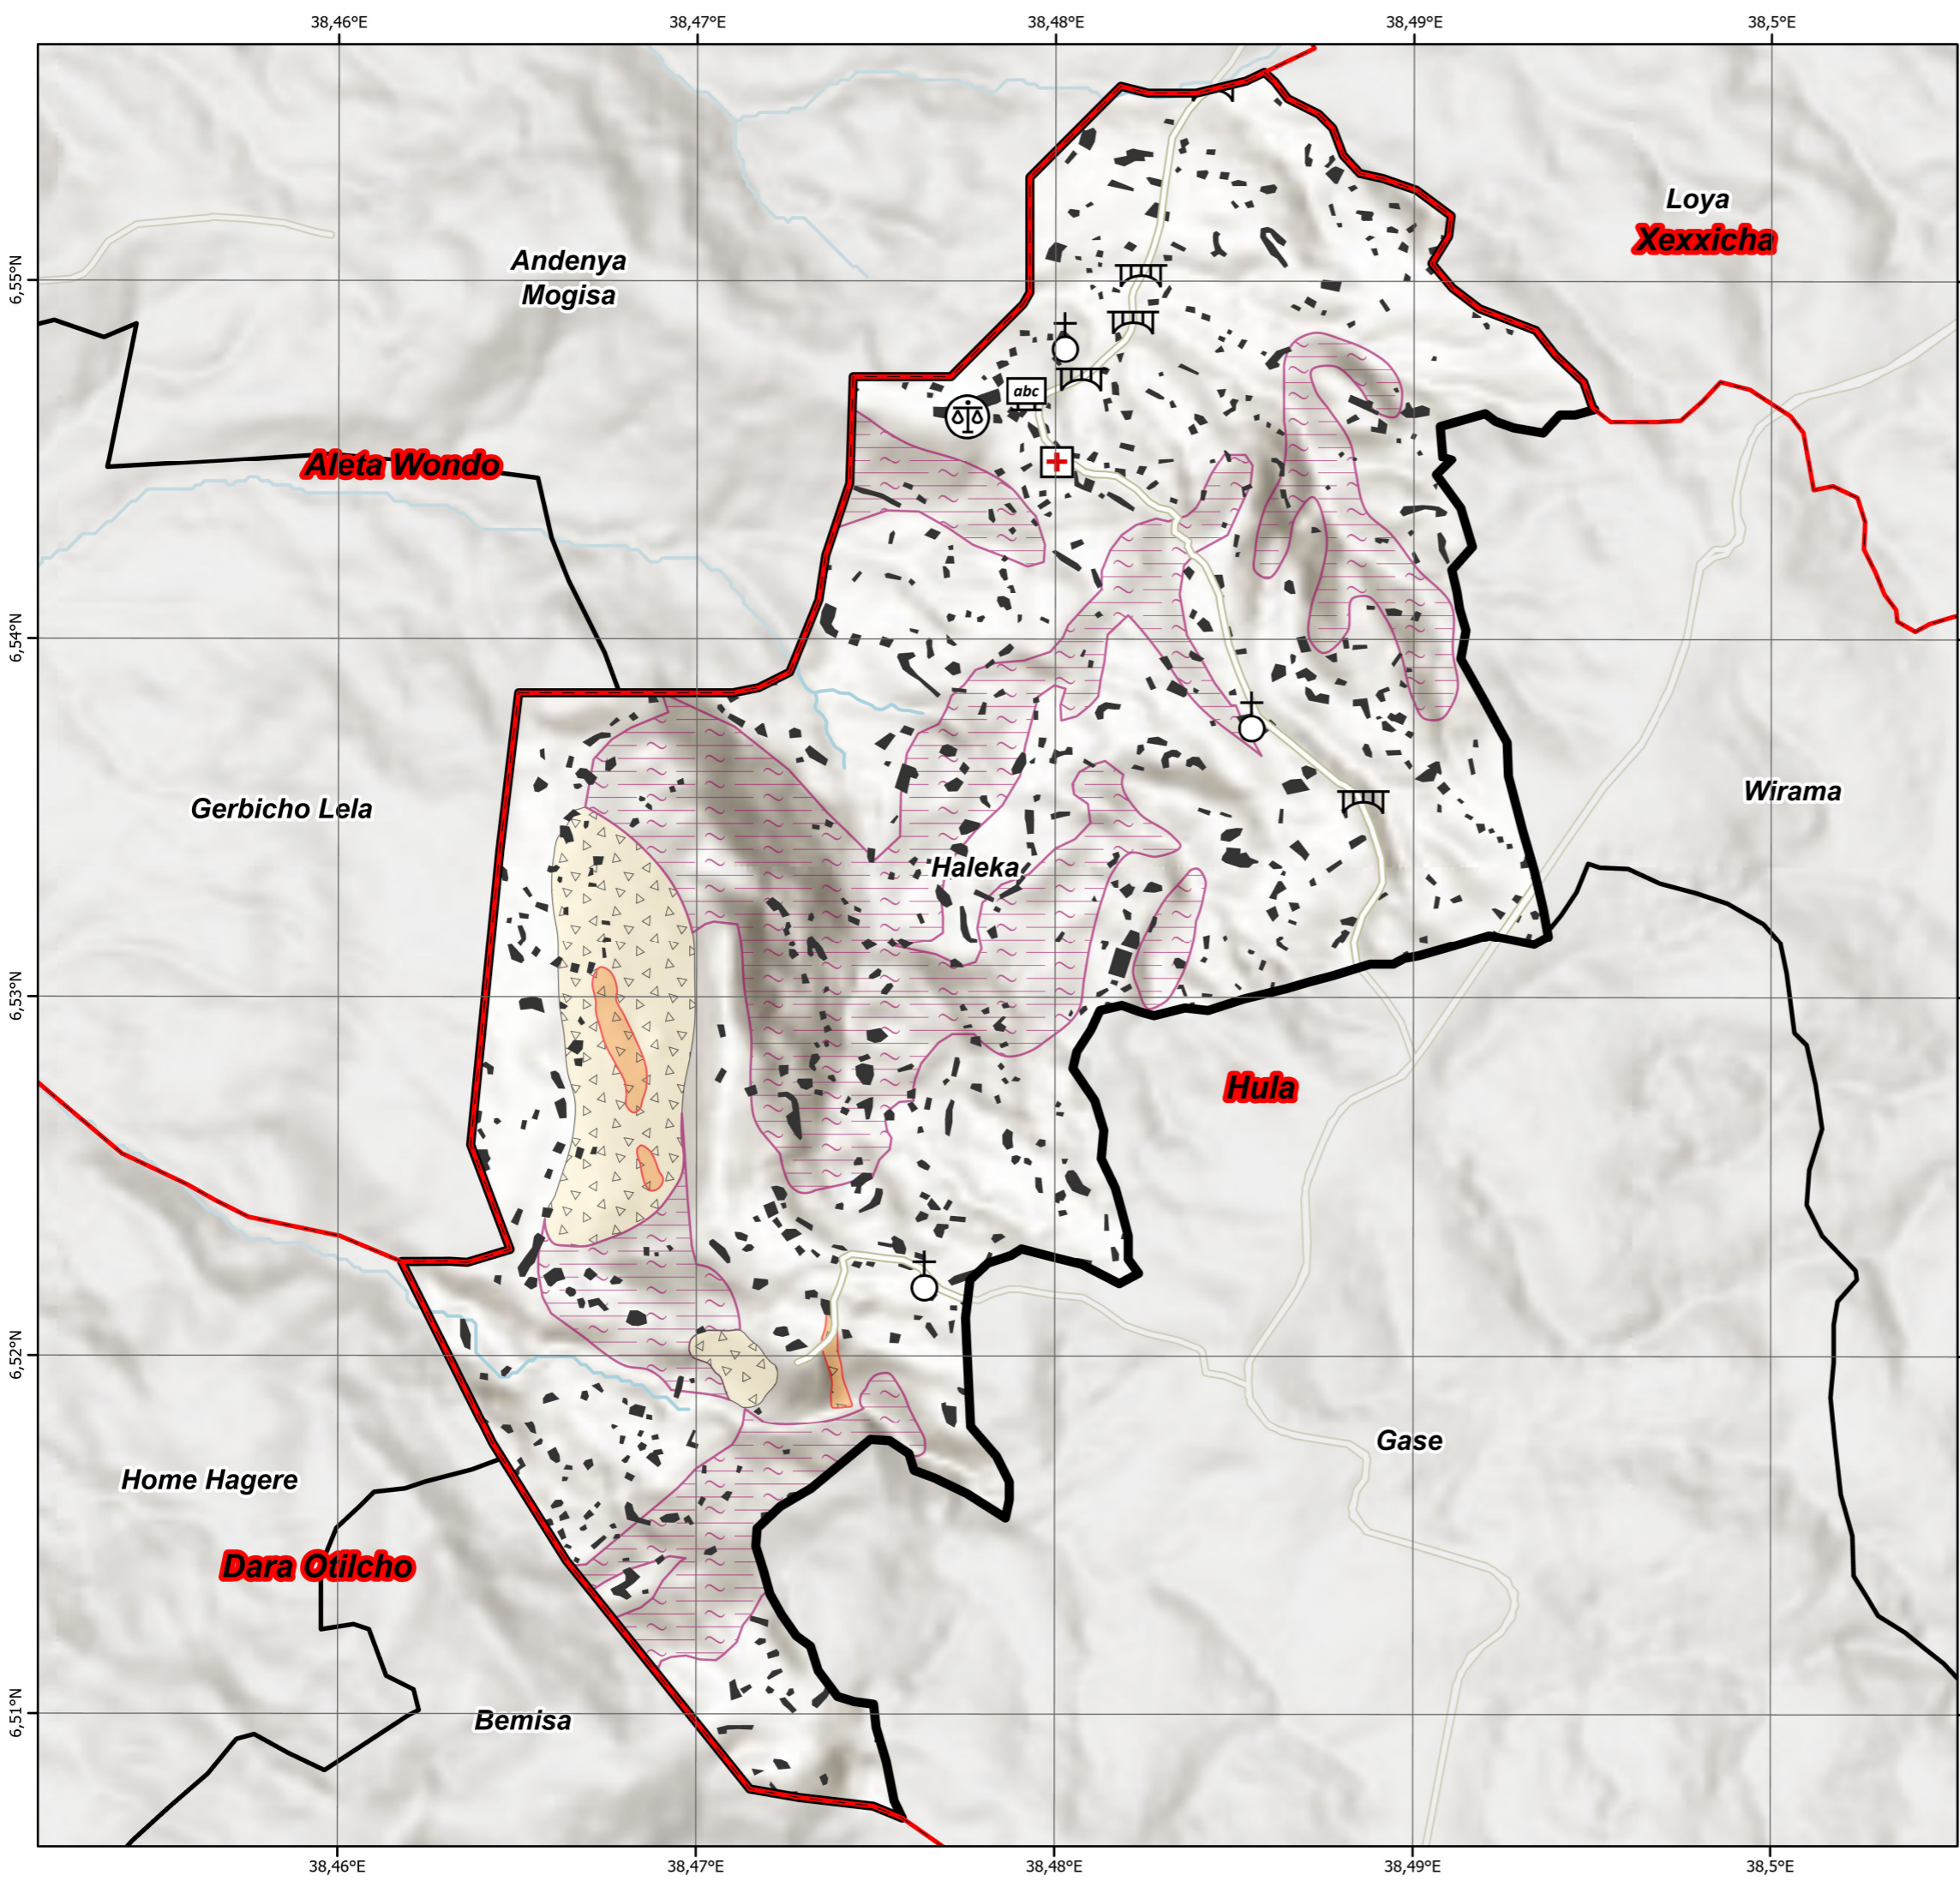 38,46°E 38,47°E 38,48°E 38,49°E 38,5°E
Loya
Xexxicha
Andenya
Mogisa
6,55°N
abc
Aleta Wondo
6,54°N
Gerbicho Lela
Wirama
Haleka
6,53°N
Hula
6,52°N
Gase
Home Hagere
Dara Otilcho
6,51°N
Bemisa
38,46°E 38,47°E 38,48°E 38,49°E 38,5°E